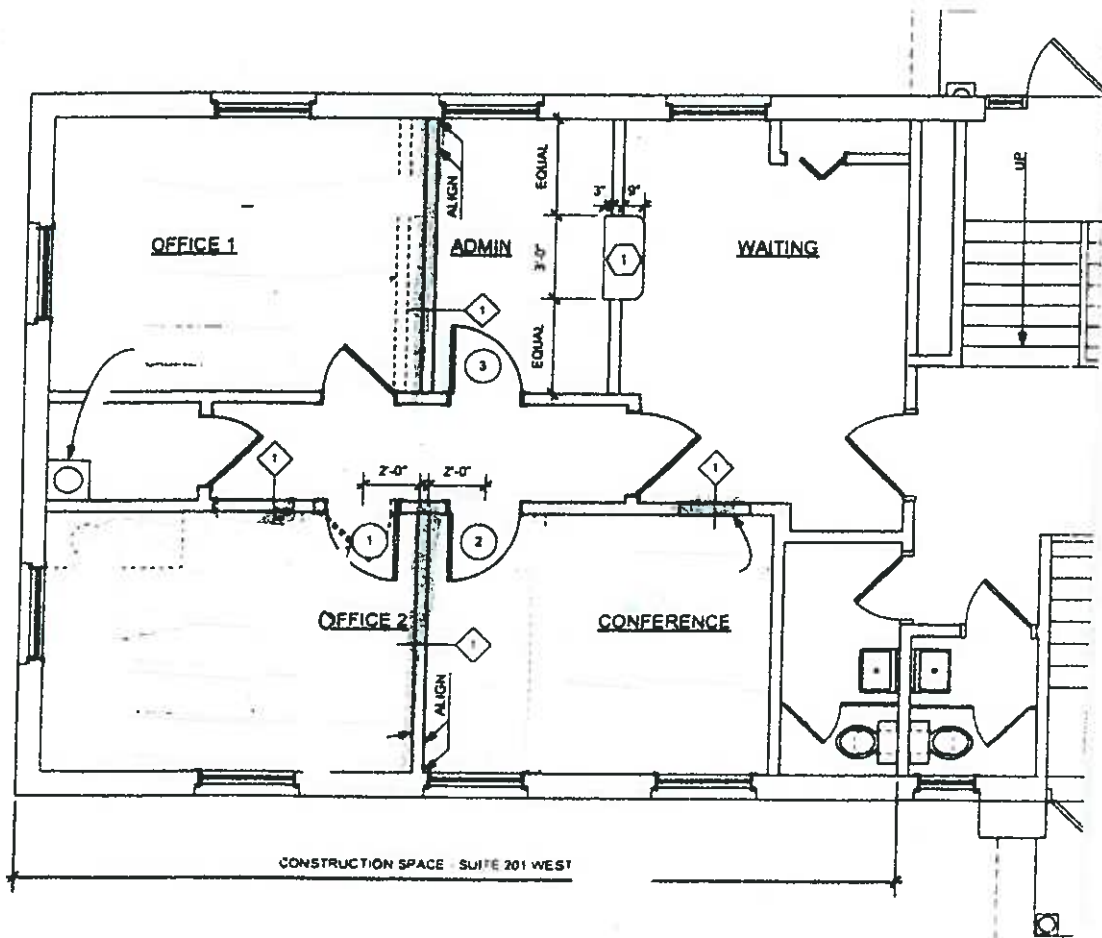 UP
ALIGN
EQUAL
3"
9"
OFFICE 1
ADMIN
1
WAITING
3'-0"
1
EQUAL
3
1
2'-0"
2'-0"
1
1
2
OFFICE 2
CONFERENCE
1
ALIGN
CONSTRUCTION SPACE - SUITE 201 WEST